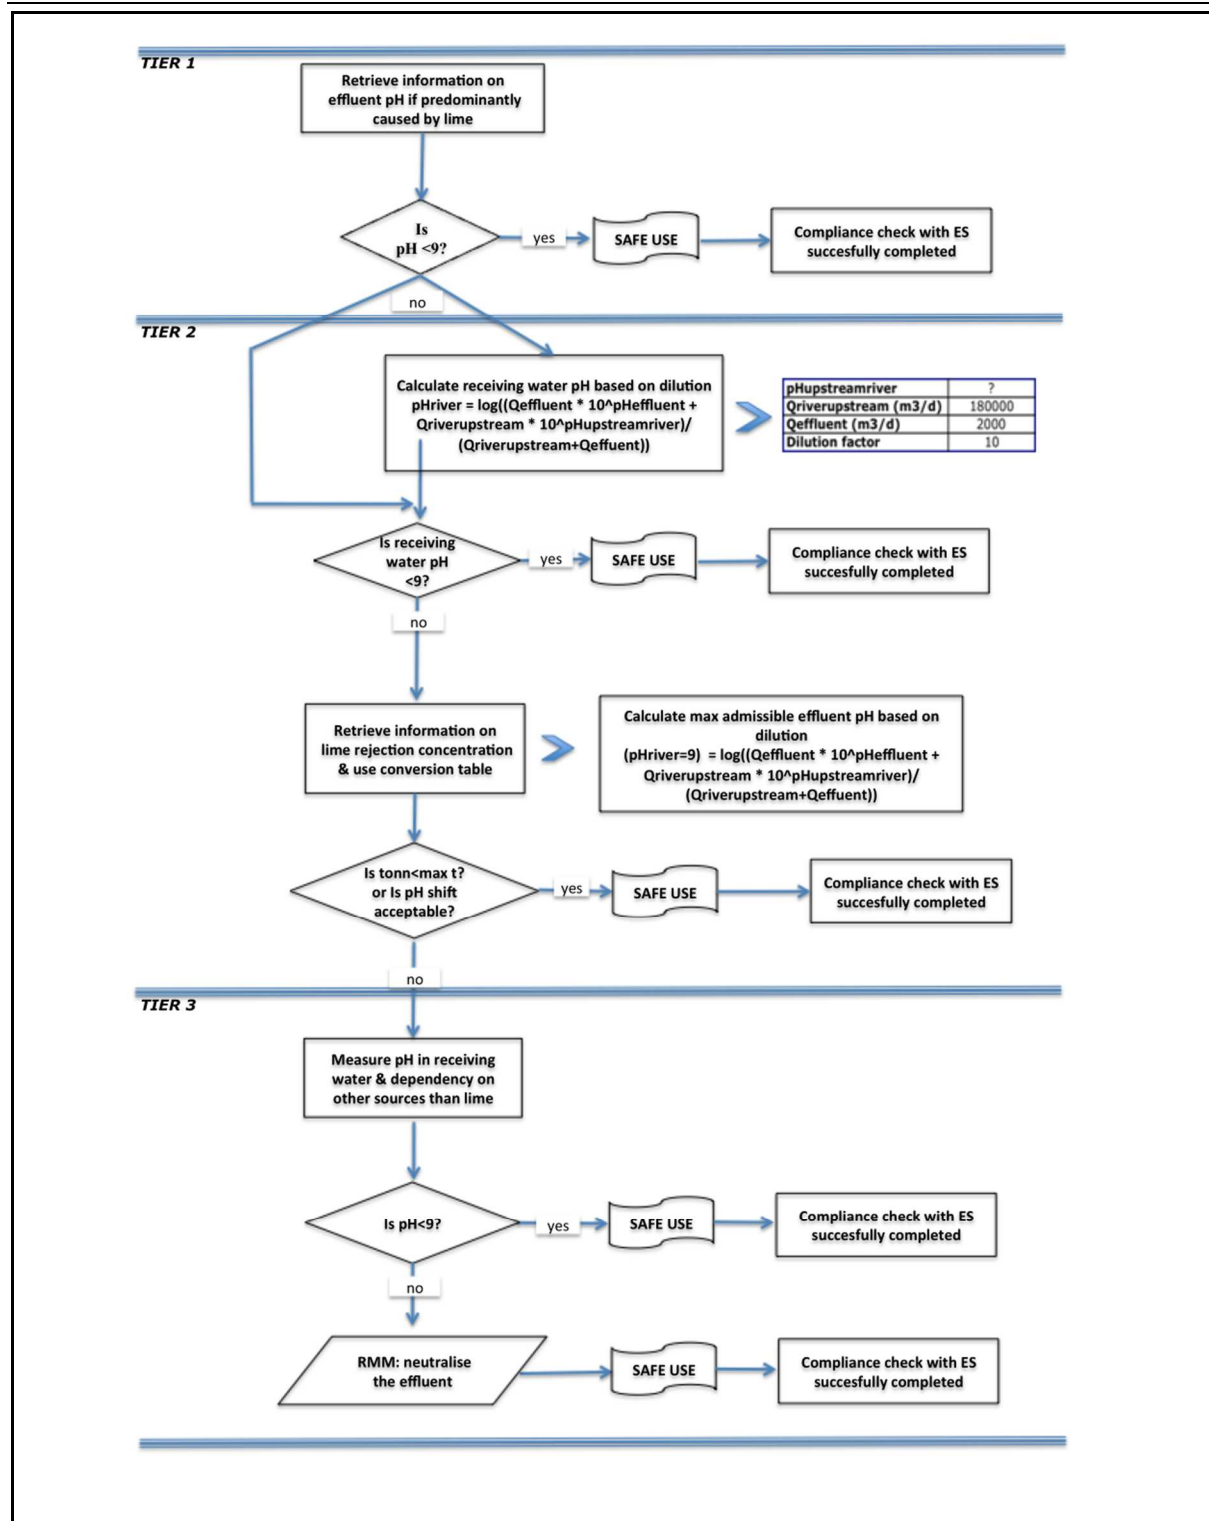 TIER 1
Retrieve information on
effluent pH if predominantly
caused by lime
Is
pH <9?
yes
SAFE USE
Compliance check with ES
succesfully completed
no
TIER 2
Calculate receiving water pH based on dilution
pHriver = log((Qeffluent * 10^pHeffluent +
Qriverupstream * 10^pHupstreamriver)/
(Qriverupstream+Qeffuent))
pHupstreamriver ?
Qriverupstream (m3/d) 180000
Qeffluent (m3/d) 2000
Dilution factor 10
Is receiving
water pH
<9?
yes
SAFE USE
Compliance check with ES
succesfully completed
no
Retrieve information on
lime rejection concentration
& use conversion table
Calculate max admissible effluent pH based on
dilution
(pHriver=9) = log((Qeffluent * 10^pHeffluent +
Qriverupstream * 10^pHupstreamriver)/
(Qriverupstream+Qeffuent))
Is tonn<max t?
or Is pH shift
acceptable?
yes
SAFE USE
Compliance check with ES
succesfully completed
no
TIER 3
Measure pH in receiving
water & dependency on
other sources than lime
Is pH<9?
yes
SAFE USE
Compliance check with ES
succesfully completed
no
RMM: neutralise
the effluent
SAFE USE
Compliance check with ES
succesfully completed